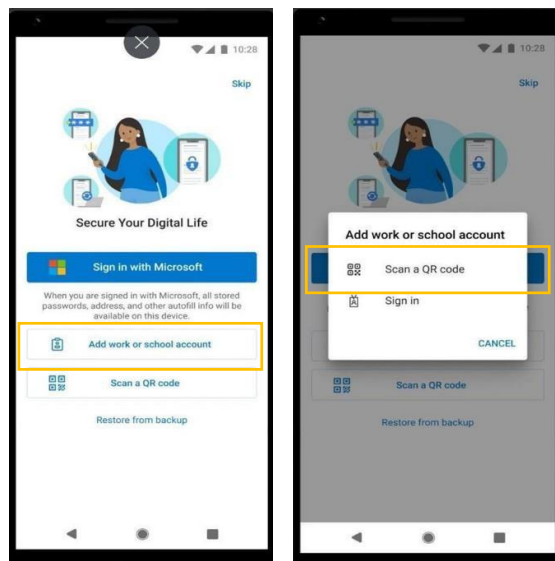 10:28
Skip
Secure Your Digital Life
Sign in with Microsoft
When you are signed in with Microsoft, all stored
passwords, address, and other autofill info will be
available on this device.
Add work or school account
Scan a QR code
Restore from backup
10:28
Skip
Add work or school account
Scan a QR code
Sign in
CANCEL
Scan a QR code
Restore from backup